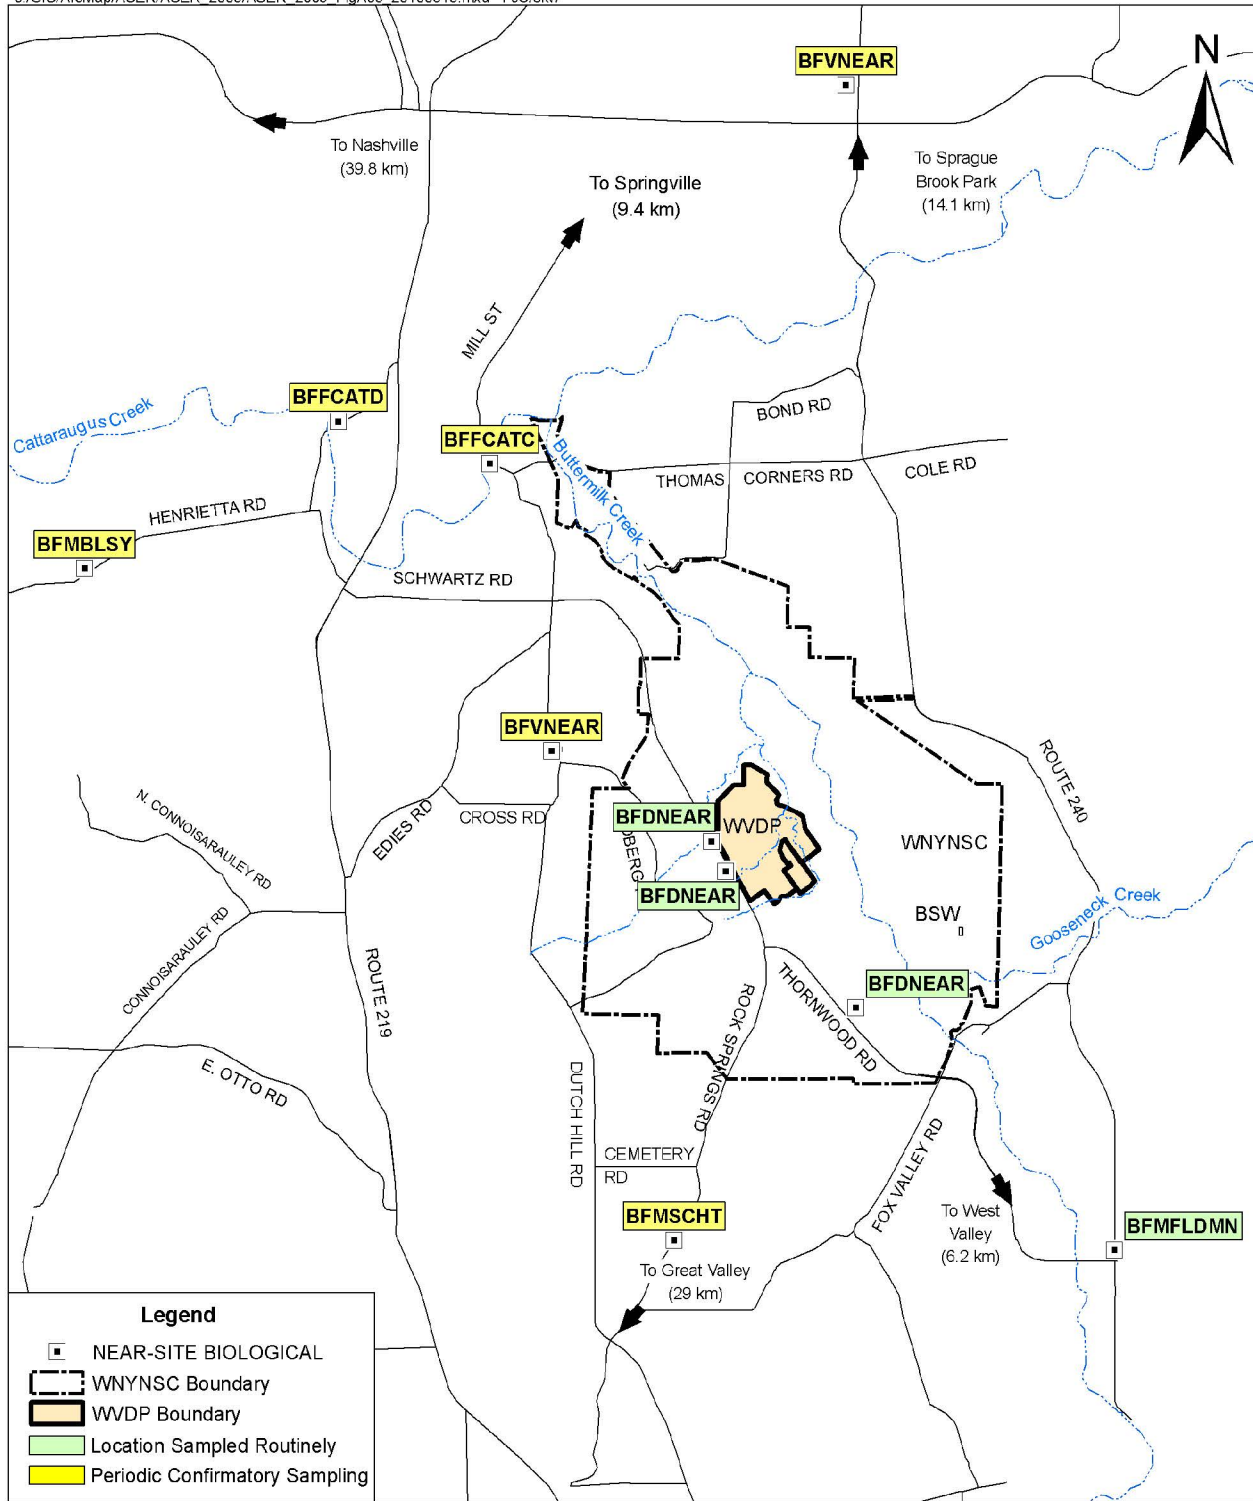 BFVNEAR
N
To Nashville
(39.8 km)
To Sprague
Brook Park
(14.1 km)
To Springville
(9.4 km)
MILL ST
BFFCATD
Cattaraugus Creek
BFFCATC
BOND RD
Buttermilk Creek
THOMAS CORNERS RD
COLE RD
HENRIETTA RD
BFMBLSY
SCHWARTZ RD
BFVNEAR
ROUTE 240
N. CONNOISARAULEY RD
EDIES RD
CROSS RD
BFDNEAR
WVDP
WNYNSC
BFDNEAR
BSW
Gooseneck Creek
CONNOISARAULEY RD
ROUTE 219
BFDNEAR
THORNWOOD RD
ROCK SPRINGS RD
E. OTTO RD
DUTCH HILL RD
CEMETERY
RD
FOX VALLEY RD
BFMSCHT
To West
Valley
(6.2 km)
BFMFLDMN
To Great Valley
(29 km)
Legend
NEAR-SITE BIOLOGICAL
WNYNSC Boundary
WVDP Boundary
Location Sampled Routinely
Periodic Confirmatory Sampling